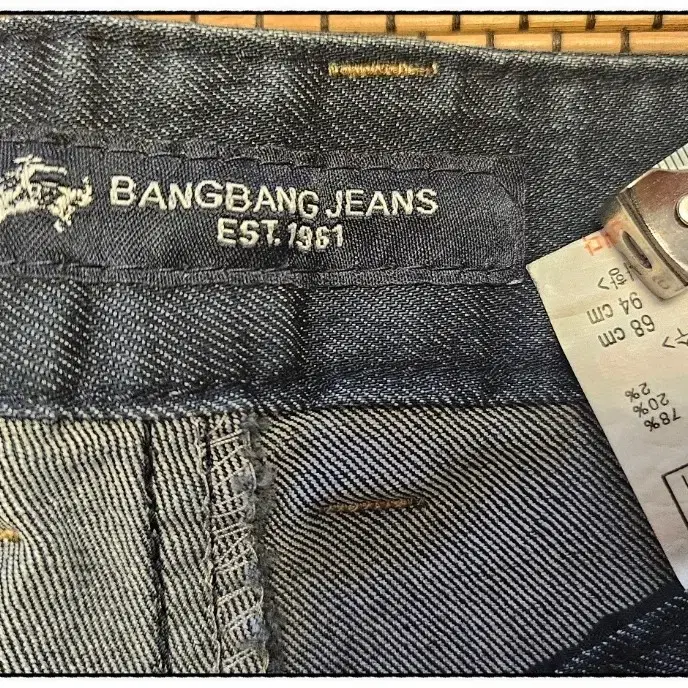 BANGBANG JEANS
EST. 1961
94 cm
68 cm
78%
20%
2%